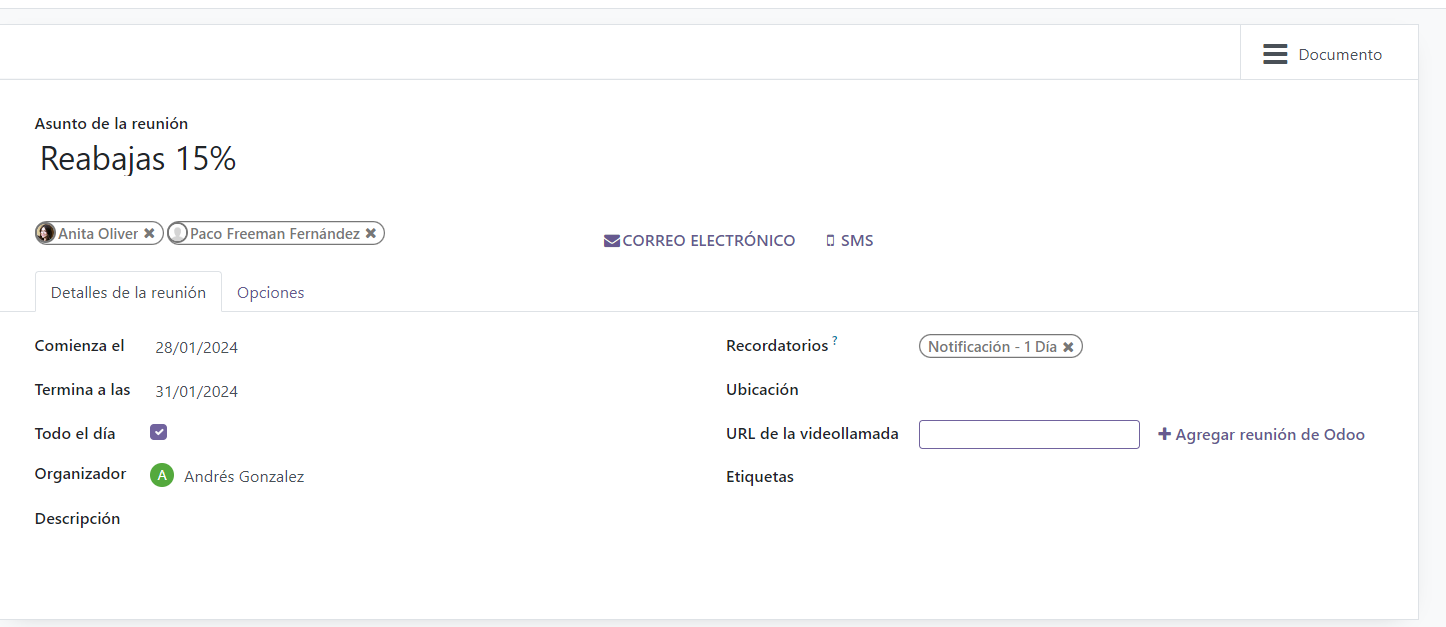 Documento
Asunto de la reunión
Reabajas 15%
Anita Oliver ✖ Paco Freeman Fernández ✖
CORREO ELECTRÓNICO SMS
Detalles de la reunión Opciones
Comienza el 28/01/2024 Recordatorios ? Notificación - 1 Día ✖
Termina a las 31/01/2024 Ubicación
Todo el día URL de la videollamada + Agregar reunión de Odoo
Organizador A Andrés Gonzalez Etiquetas
Descripción